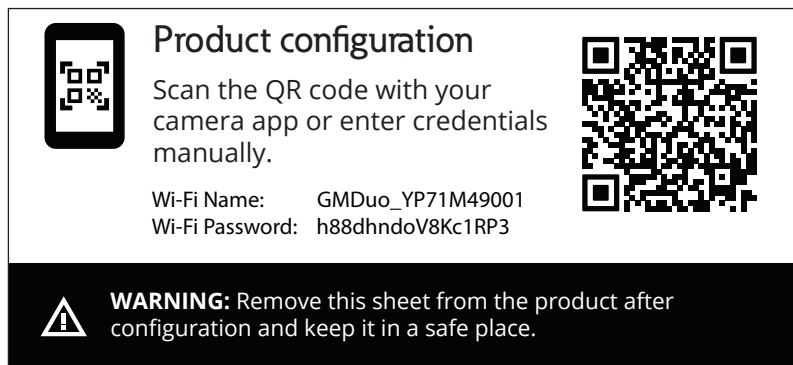 Product configuration
Scan the QR code with your
camera app or enter credentials
manually.
Wi-Fi Name: GMDuo_YP71M49001
Wi-Fi Password: h88dhndoV8Kc1RP3
WARNING: Remove this sheet from the product after
configuration and keep it in a safe place.